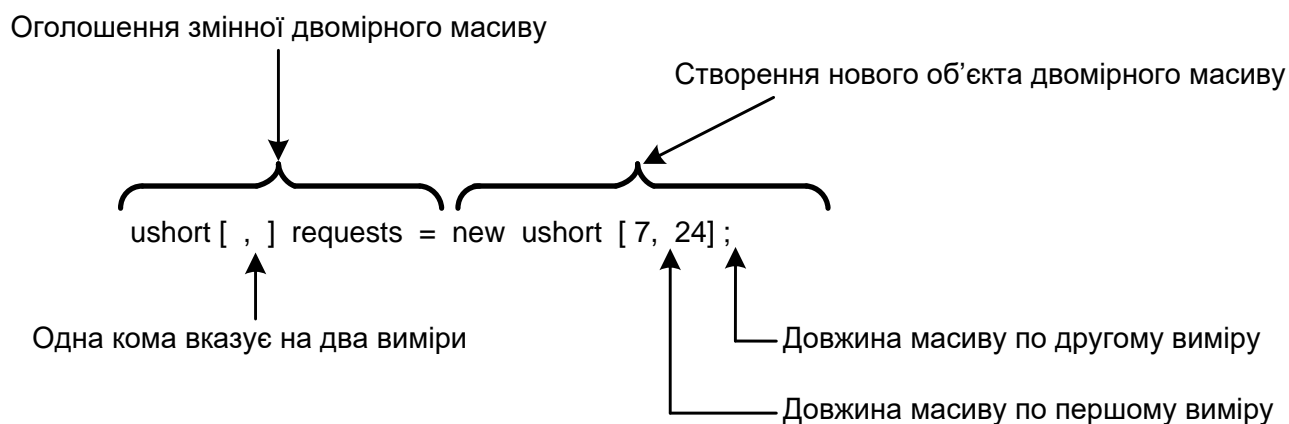 Оголошення змінної двомірного масиву
Створення нового об’єкта двомірного масиву
ushort [ , ] requests = new ushort [ 7, 24] ;
Одна кома вказує на два виміри
Довжина масиву по другому виміру
Довжина масиву по першому виміру